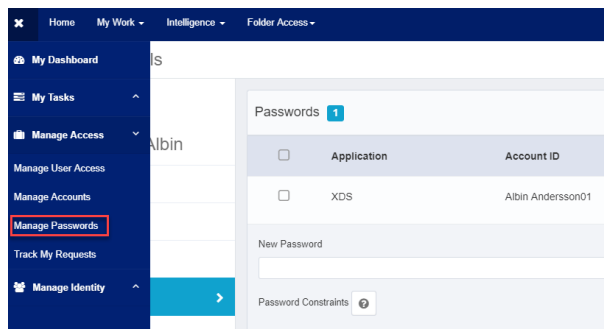 Home My Work Intelligence Folder Access
My Dashboard
ls
My Tasks
Passwords 1
Manage Access
Albin
Application Account ID
Manage User Access
Manage Accounts
XDS Albin Andersson01
Manage Passwords
New Password
Track My Requests
Manage Identity
Password Constraints ?